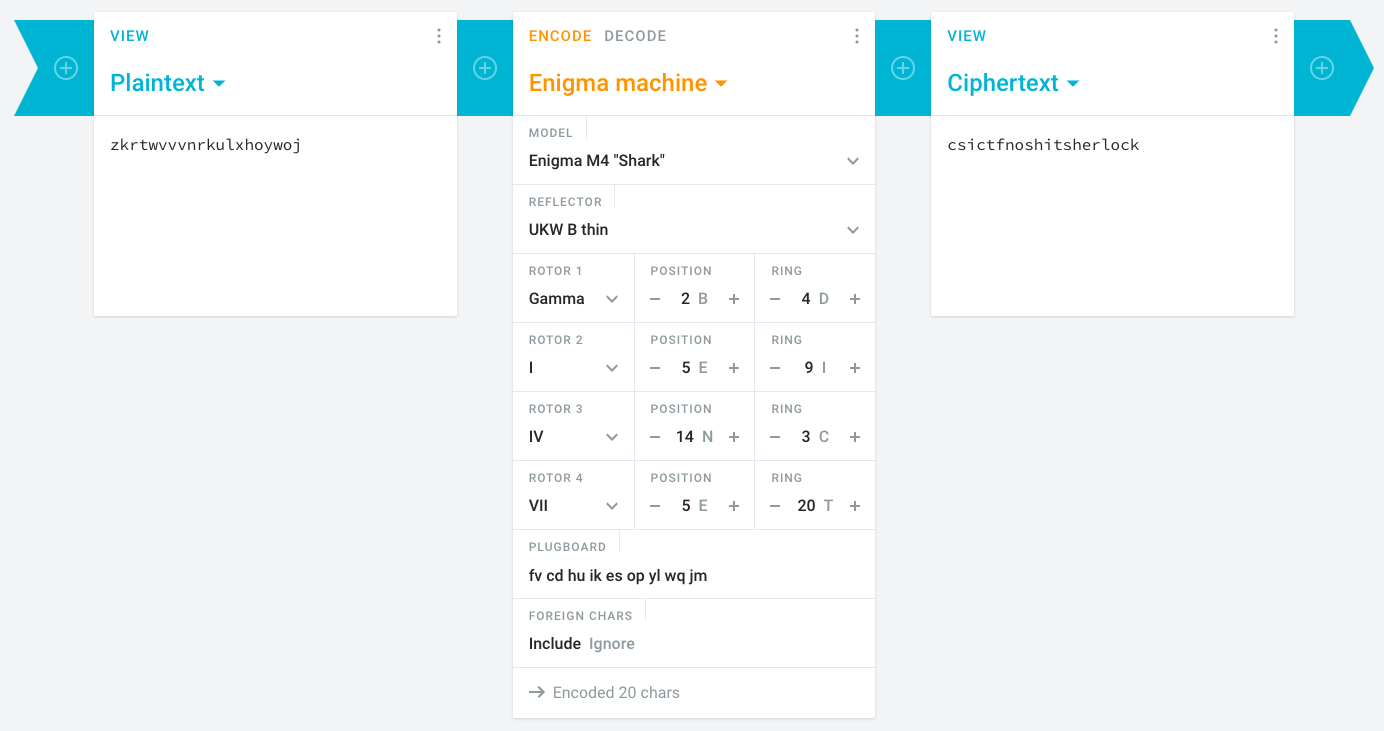 VIEW
Plaintext
zkrtwvvvnrkulxhoywoj
ENCODE DECODE
Enigma machine
MODEL
Enigma M4 "Shark"
REFLECTOR
UKW B thin
ROTOR 1 POSITION RING
Gamma 2 B 4 D
ROTOR 2 POSITION RING
I 5 E 9 I
ROTOR 3 POSITION RING
IV 14 N 3 C
ROTOR 4 POSITION RING
VII 5 E 20 T
PLUGBOARD
fv cd hu ik es op yl wq jm
FOREIGN CHARS
Include Ignore
Encoded 20 chars
VIEW
Ciphertext
csictfnoshitsherlock